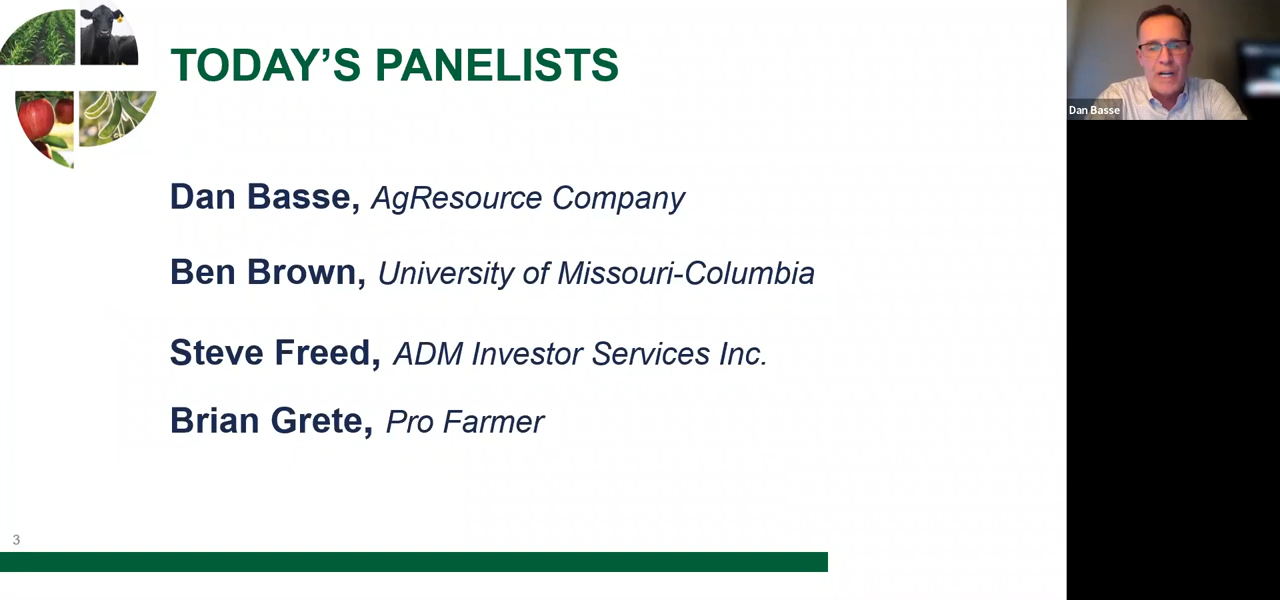 TODAY’S PANELISTS
Dan Basse
Dan Basse, AgResource Company
Ben Brown, University of Missouri-Columbia
Steve Freed, ADM Investor Services Inc.
Brian Grete, Pro Farmer
3